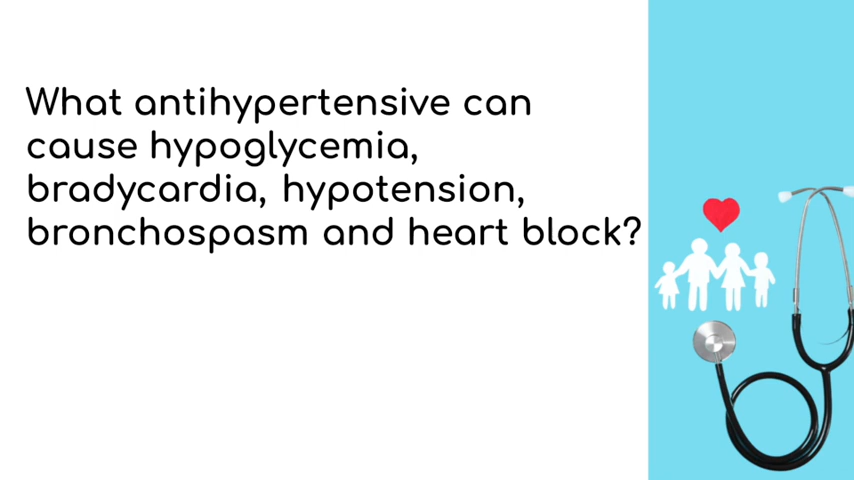 What antihypertensive can
cause hypoglycemia,
bradycardia, hypotension,
bronchospasm and heart block?